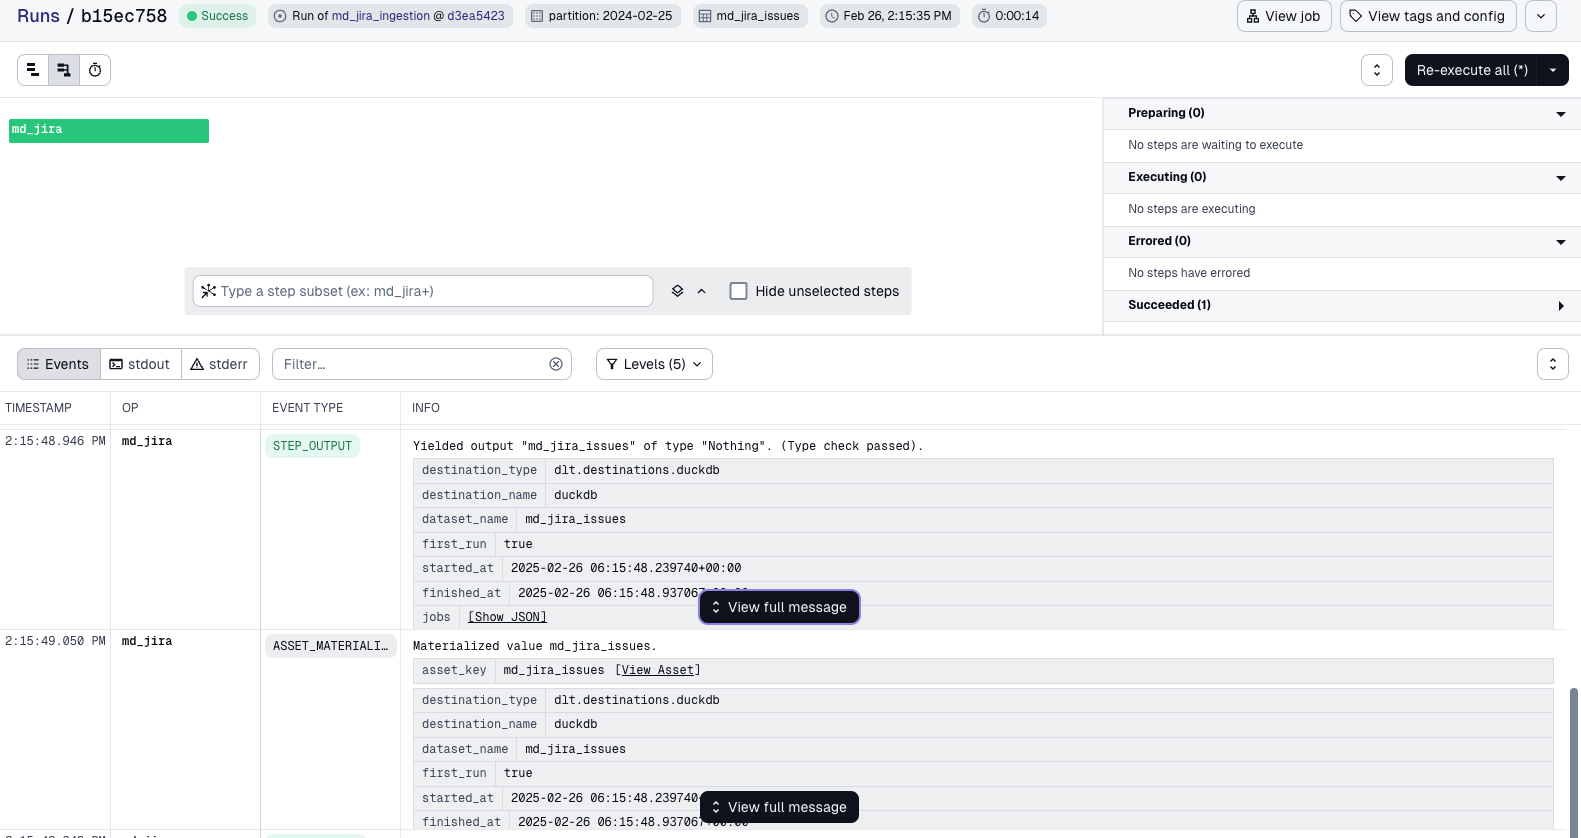 Runs / b15ec758 Success Run of md_jira_ingestion @ d3ea5423 partition: 2024-02-25 md_jira_issues Feb 26, 2:15:35 PM 0:00:14 View job View tags and config
Re-execute all (*)
md_jira
Preparing (0)
No steps are waiting to execute
Executing (0)
No steps are executing
Errored (0)
No steps have errored
Succeeded (1)
Type a step subset (ex: md_jira+) Hide unselected steps
Events stdout stderr Filter... Levels (5)
TIMESTAMP OP EVENT TYPE INFO
2:15:48.946 PM md_jira STEP_OUTPUT Yielded output "md_jira_issues" of type "Nothing". (Type check passed).
destination_type dlt.destinations.duckdb
destination_name duckdb
dataset_name md_jira_issues
first_run true
started_at 2025-02-26 06:15:48.239740+00:00
finished_at 2025-02-26 06:15:48.937067
View full message
jobs [Show JSON]
2:15:49.050 PM md_jira ASSET_MATERIALI… Materialized value md_jira_issues.
asset_key md_jira_issues [View Asset]
destination_type dlt.destinations.duckdb
destination_name duckdb
dataset_name md_jira_issues
first_run true
started_at 2025-02-26 06:15:48.239740
View full message
finished_at 2025-02-26 06:15:48.937067+00:00